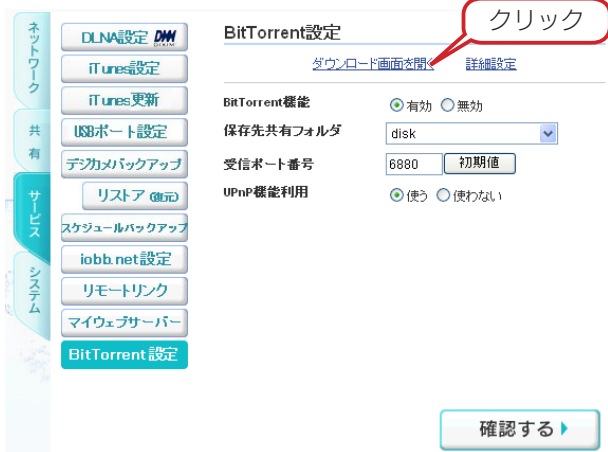 ネットワーク
共有
サービス
システム
DLNA設定
iTunes設定
iTunes更新
USBポート設定
デジカメバックアップ
リストア(復元)
スケジュールバックアップ
iobb.net設定
リモートリンク
マイウェブサーバー
BitTorrent設定
BitTorrent設定
クリック
ダウンロード画面を開く 詳細設定
BitTorrent機能 有効 無効
保存先共有フォルダ disk
受信ポート番号 6880 初期値
UPnP機能利用 使う 使わない
確認する